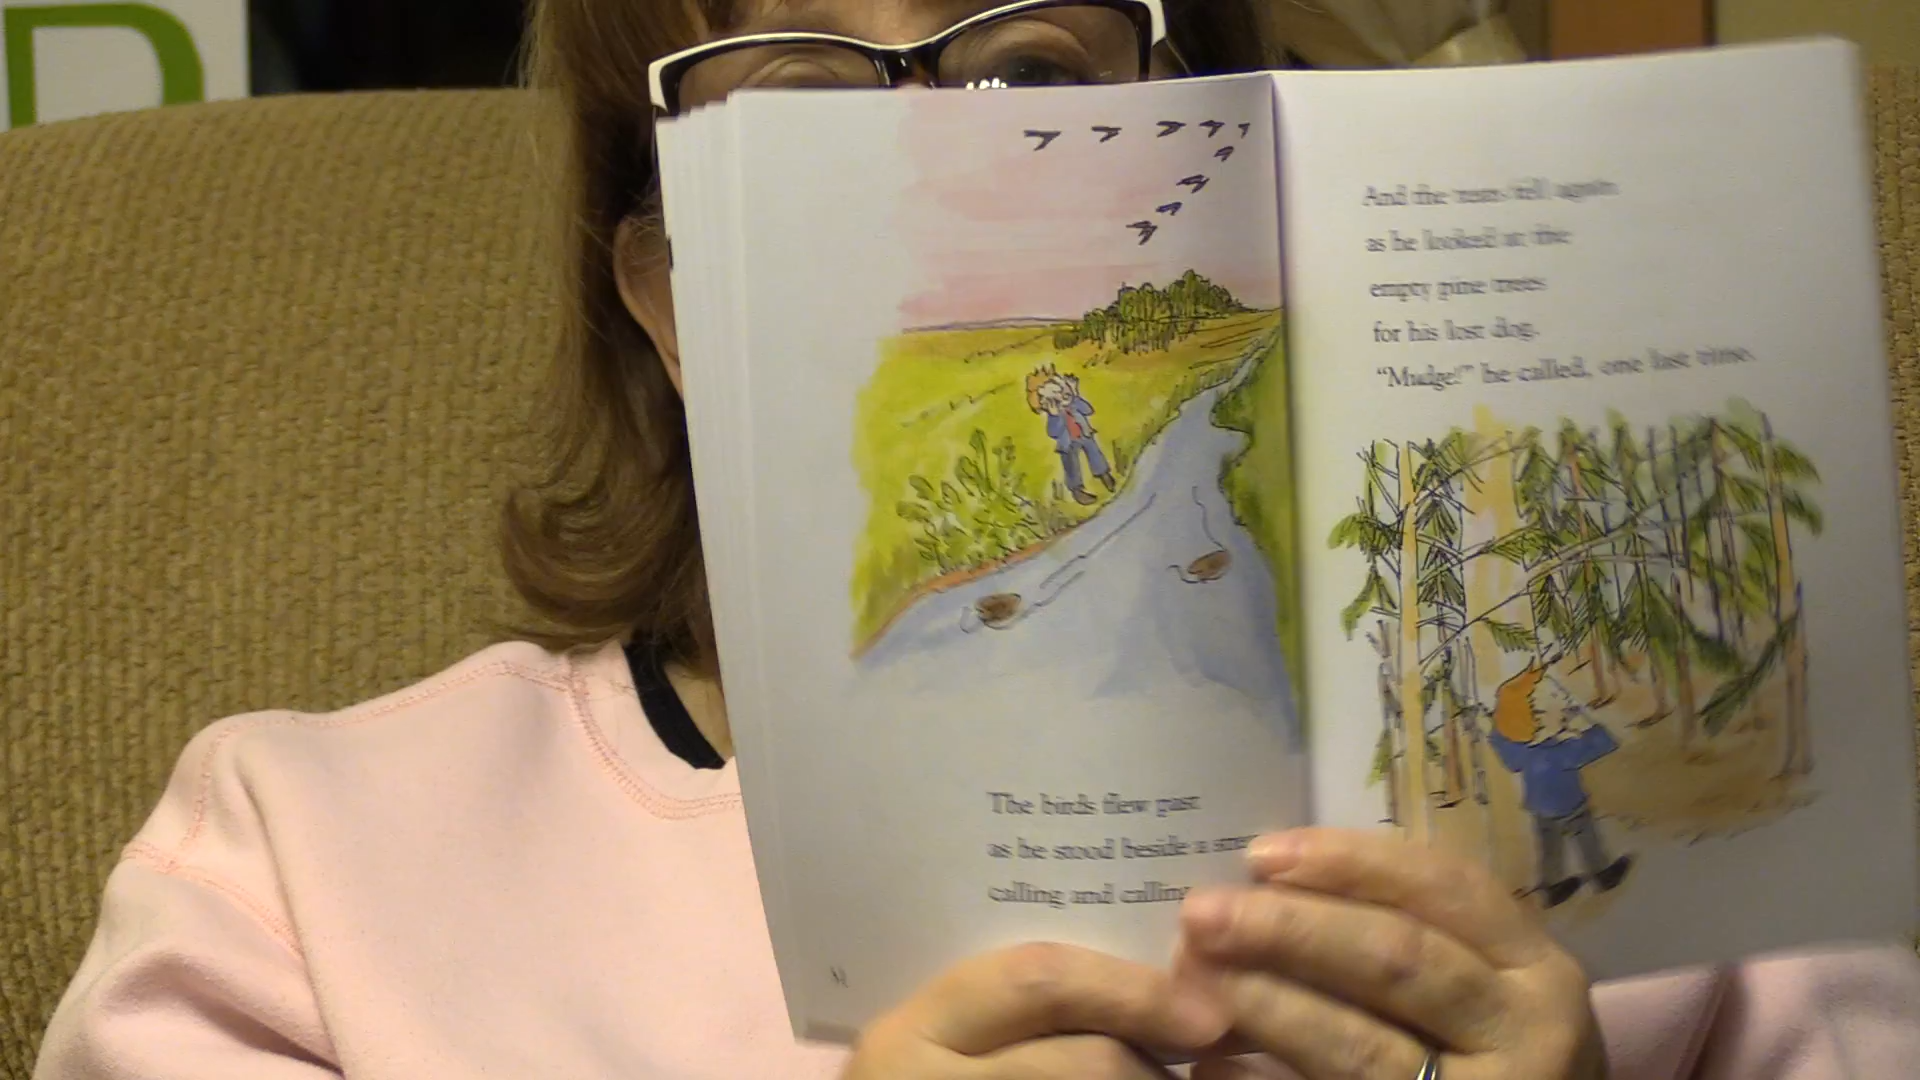 D
The birds flew past
as he stood beside a
calling and calling
And the tears fell again
as he looked at the
empty pine trees
for his lost dog.
"Mudge!" he called, one last time.